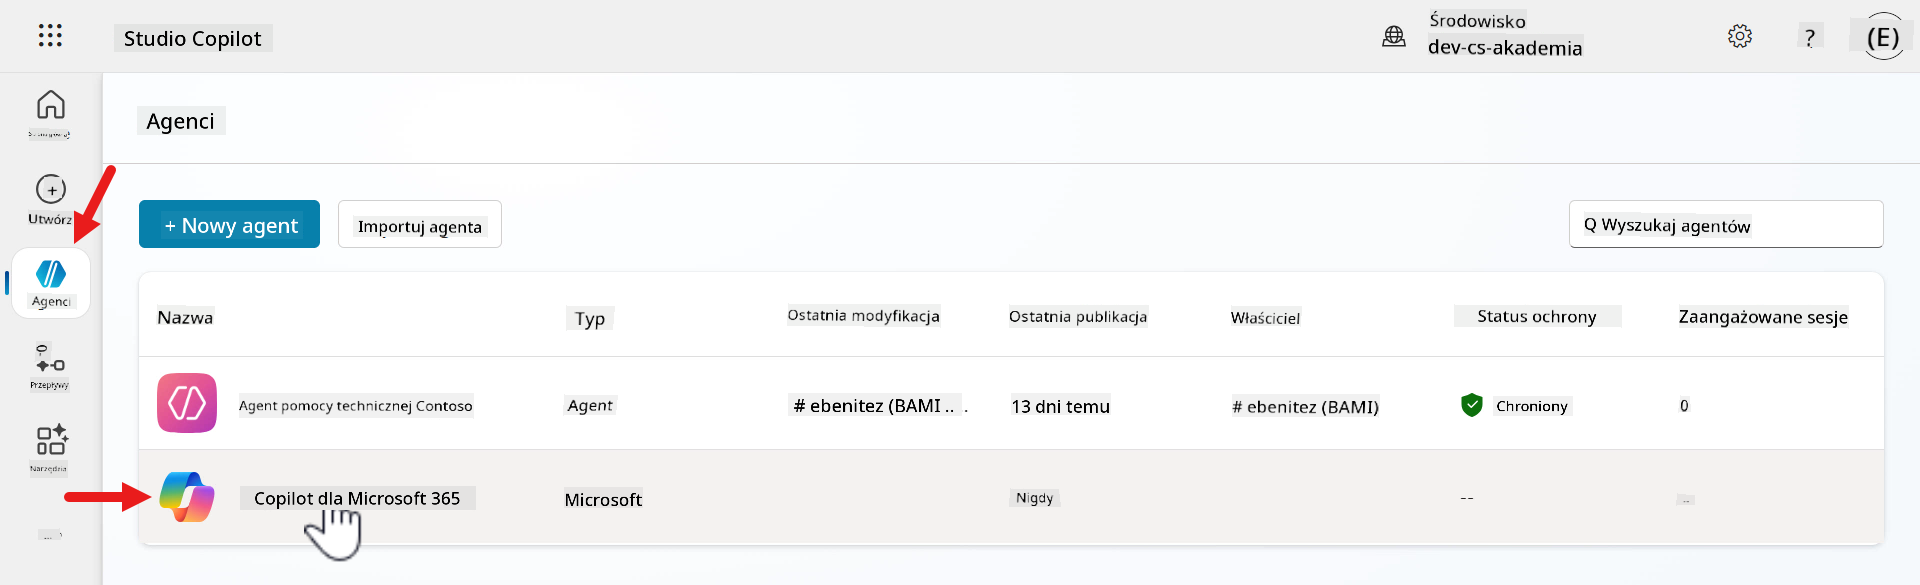 Studio Copilot
Środowisko
dev-cs-akademia
?
(E)
Utwórz
Agenci
Przepływy
Narzędzia
...
Agenci
+ Nowy agent
Importuj agenta
Q Wyszukaj agentów
Nazwa Typ Ostatnia modyfikacja Ostatnia publikacja Właściciel Status ochrony Zaangażowane sesje
Agent pomocy technicznej Contoso Agent # ebenitez (BAMI .. . 13 dni temu # ebenitez (BAMI) Chroniony 0
Copilot dla Microsoft 365 Microsoft Nigdy -- --